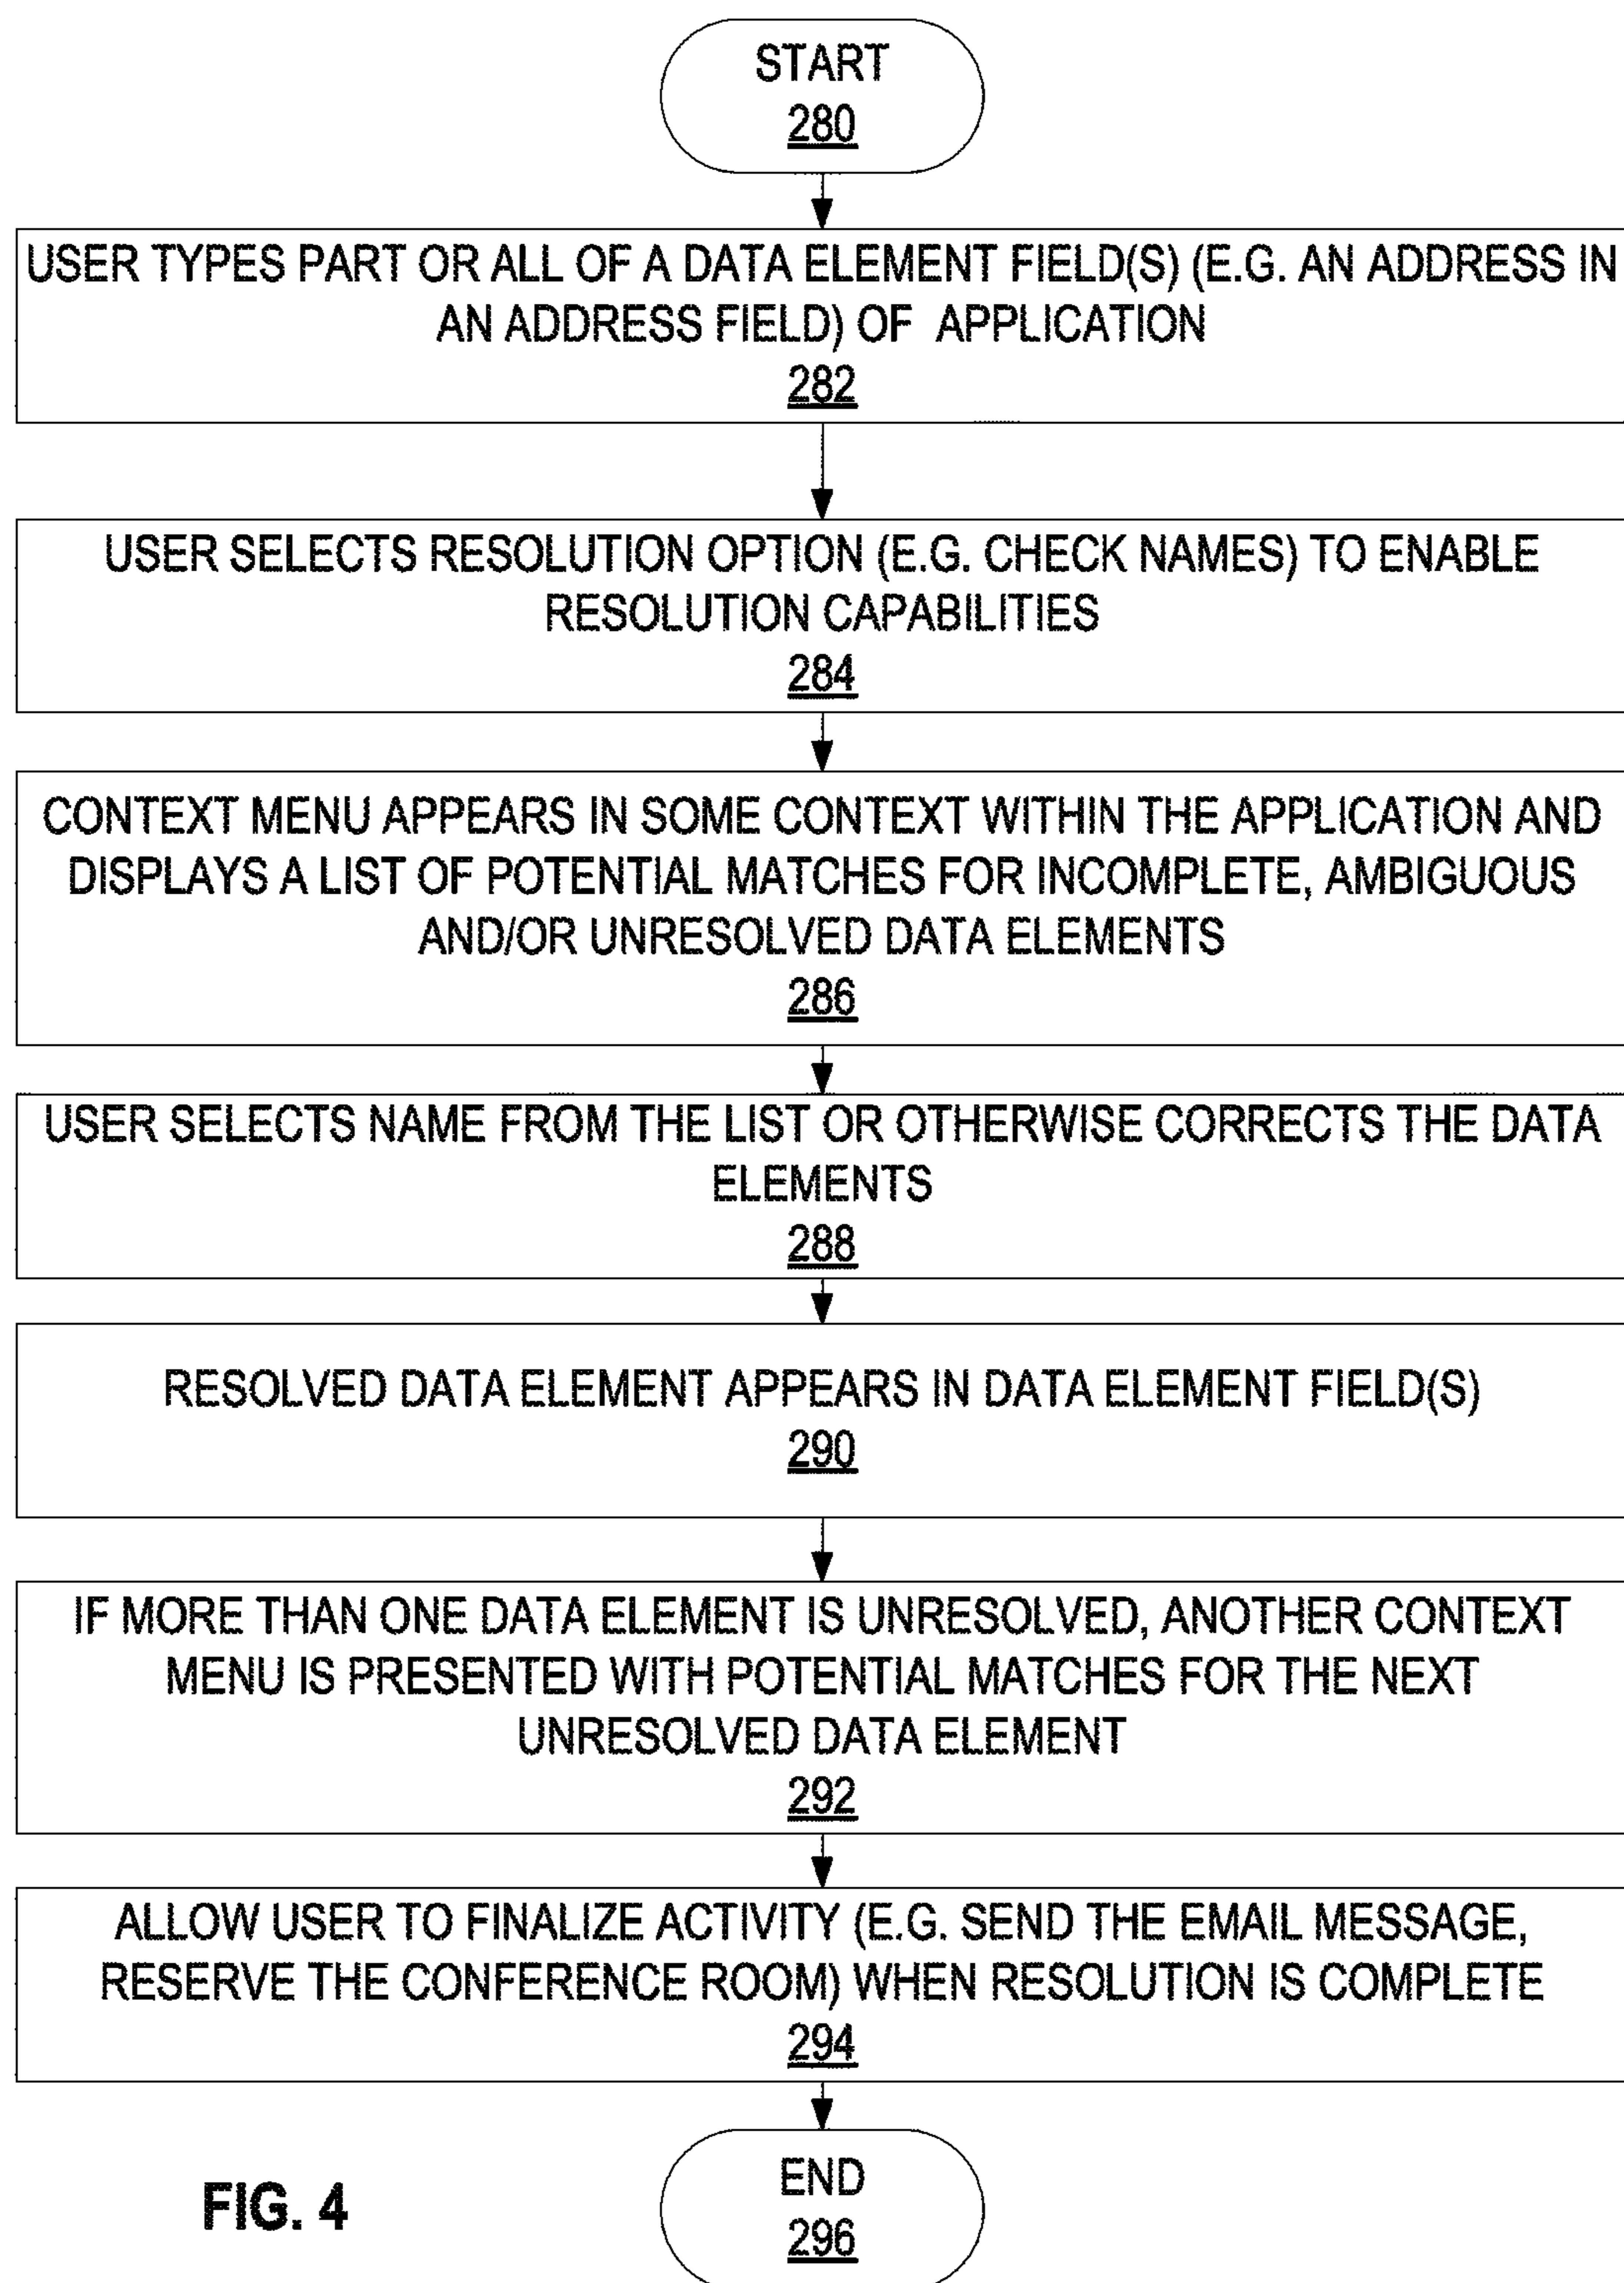 START
280
USER TYPES PART OR ALL OF A DATA ELEMENT FIELD(S) (E.G. AN ADDRESS IN
AN ADDRESS FIELD) OF APPLICATION
282
USER SELECTS RESOLUTION OPTION (E.G. CHECK NAMES) TO ENABLE
RESOLUTION CAPABILITIES
284
CONTEXT MENU APPEARS IN SOME CONTEXT WITHIN THE APPLICATION AND
DISPLAYS A LIST OF POTENTIAL MATCHES FOR INCOMPLETE, AMBIGUOUS
AND/OR UNRESOLVED DATA ELEMENTS
286
USER SELECTS NAME FROM THE LIST OR OTHERWISE CORRECTS THE DATA
ELEMENTS
288
RESOLVED DATA ELEMENT APPEARS IN DATA ELEMENT FIELD(S)
290
IF MORE THAN ONE DATA ELEMENT IS UNRESOLVED, ANOTHER CONTEXT
MENU IS PRESENTED WITH POTENTIAL MATCHES FOR THE NEXT
UNRESOLVED DATA ELEMENT
292
ALLOW USER TO FINALIZE ACTIVITY (E.G. SEND THE EMAIL MESSAGE,
RESERVE THE CONFERENCE ROOM) WHEN RESOLUTION IS COMPLETE
294
END
296
FIG. 4